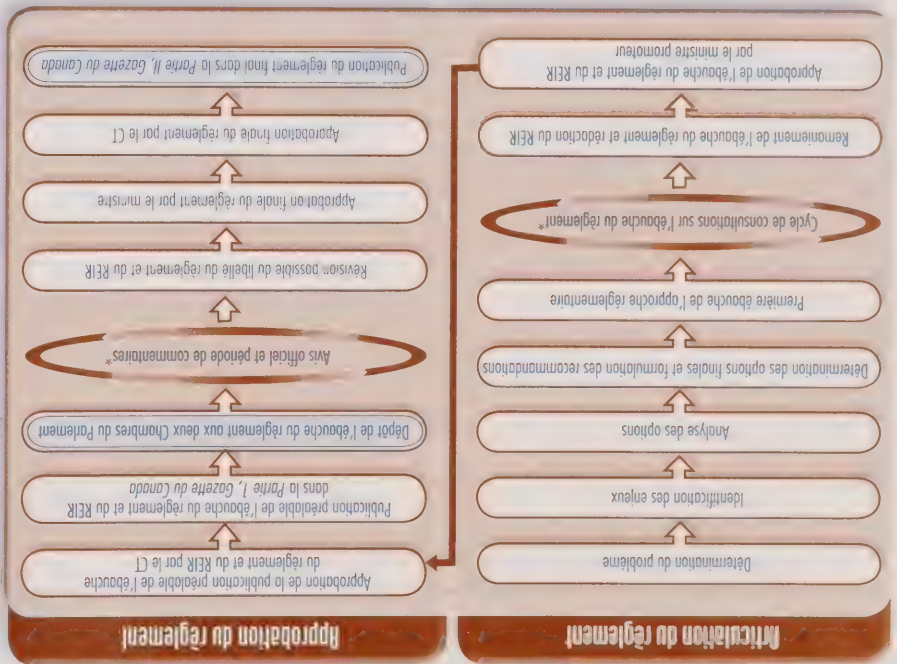 Articulation du règlement
Détermination du problème
Identification des enjeux
Analyse des options
Détermination des options finales et formulation des recommandations
Première ébauche de l'approche réglementaire
Cycle de consultations sur l'ébauche du règlement*
Remaniement de l'ébauche du règlement et rédaction du REIR
Approbation de l'ébauche du règlement et du REIR
par le ministre promoteur
Approbation du règlement
Approbation de la publication préalable de l'ébauche
du règlement et du REIR par le CT
Publication préalable de l'ébauche du règlement et du REIR
dans la Partie I, Gazette du Canada
Dépôt de l'ébauche du règlement aux deux Chambres du Parlement
Avis officiel et période de commentaires*
Révision possible du libellé du règlement et du REIR
Approbation finale du règlement par le ministre
Approbation finale du règlement par le CT
Publication du règlement final dans la Partie II, Gazette du Canada